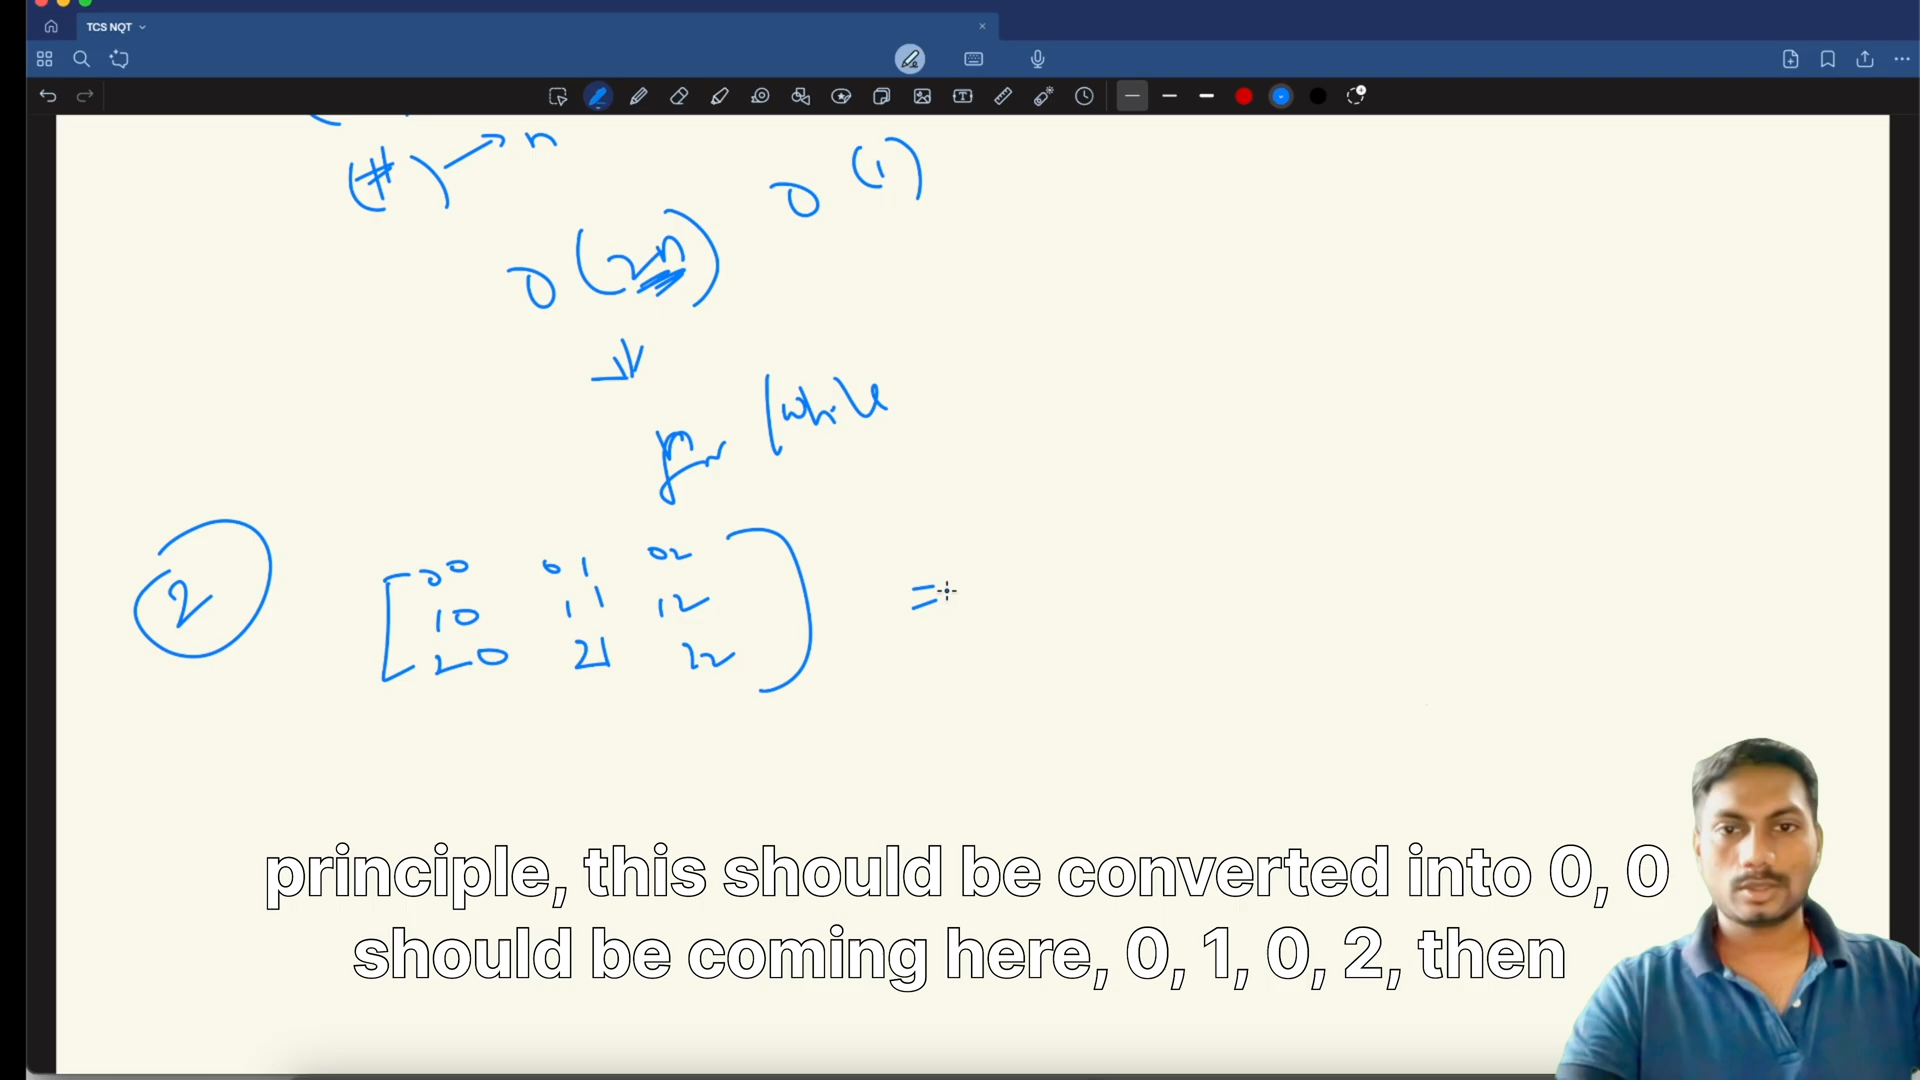 TCS NQT
(#) → n
O (1)
O (2n)
for / while
2
00 01 02
10 11 12 =
20 21 22
principle, this should be converted into 0, 0
should be coming here, 0, 1, 0, 2, then